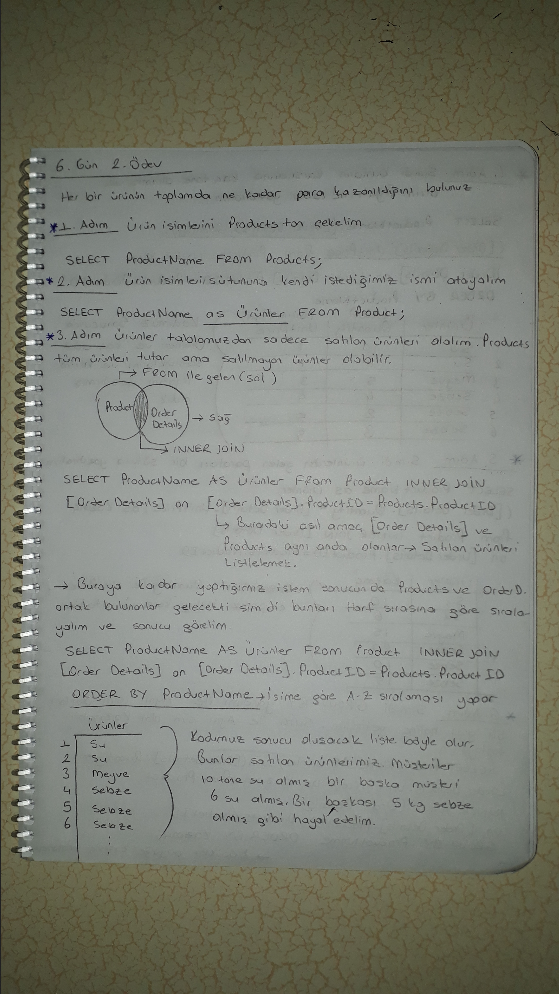 6. Gün 2. Ödev
Her bir ürünün toplamda ne kadar para kazanıldığını bulunuz
*1. Adım Ürün isimlerini Products tan çekelim
SELECT ProductName FROM Products;
*2. Adım Ürün isimleri sütununa kendi istediğimiz ismi atayalım
SELECT ProductName as Ürünler FROM Product;
*3. Adım Ürünler tablomuzdan sadece satılan ürünleri alalım. Products
tüm ürünleri tutar ama satılmayan ürünler olabilir.
→ FROM ile gelen (sol)
Product
Order Details → sağ
→ INNER JOIN
*
SELECT ProductName AS Ürünler From Product INNER JOIN
[Order Details] on [Order Details].ProductID = Products.ProductID
↳ Buradaki asıl amaç [Order Details] ve
Products aynı anda olanlar → Satılan ürünleri
Listelemek.
→ Buraya kadar yaptığımız işlem sonucunda Products ve Order D.
ortak bulunanlar gelecekti şimdi bunları Harf sırasına göre sırala
yalım ve sonucu görelim
SELECT ProductName AS Ürünler From Product INNER JOIN
[Order Details] on [Order Details].ProductID = Products.Product ID
ORDER BY ProductName → İsime göre A-Z sıralaması yapar
Ürünler
1 Su
2 Su
3 Meyve
4 Sebze
5 Sebze
6 Sebze
Kodumuz sonucu oluşacak liste böyle olur.
Bunlar satılan ürünlerimiz. Müşteriler
10 tane su almış bir başka müşteri
6 su almış. Bir başkası 5 kg sebze
almış gibi hayal edelim.